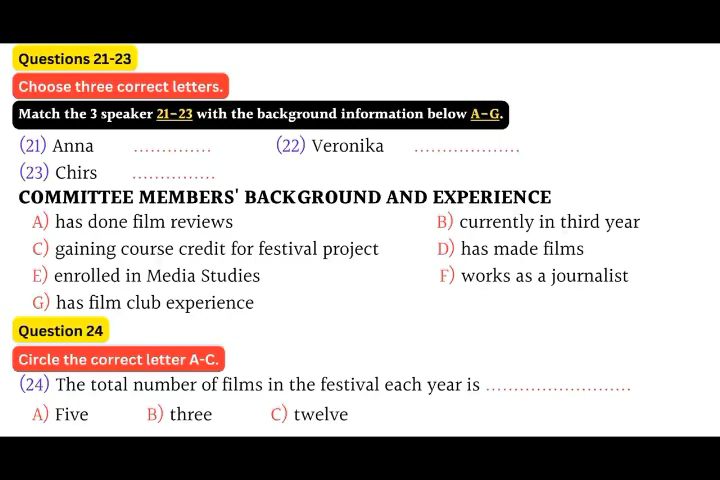 Questions 21-23
Choose three correct letters.
Match the 3 speaker 21–23 with the background information below A–G.
(21) Anna .............. (22) Veronika ...................
(23) Chirs ...............
COMMITTEE MEMBERS' BACKGROUND AND EXPERIENCE
A) has done film reviews B) currently in third year
C) gaining course credit for festival project D) has made films
E) enrolled in Media Studies F) works as a journalist
G) has film club experience
Question 24
Circle the correct letter A-C.
(24) The total number of films in the festival each year is ..........................
A) Five B) three C) twelve